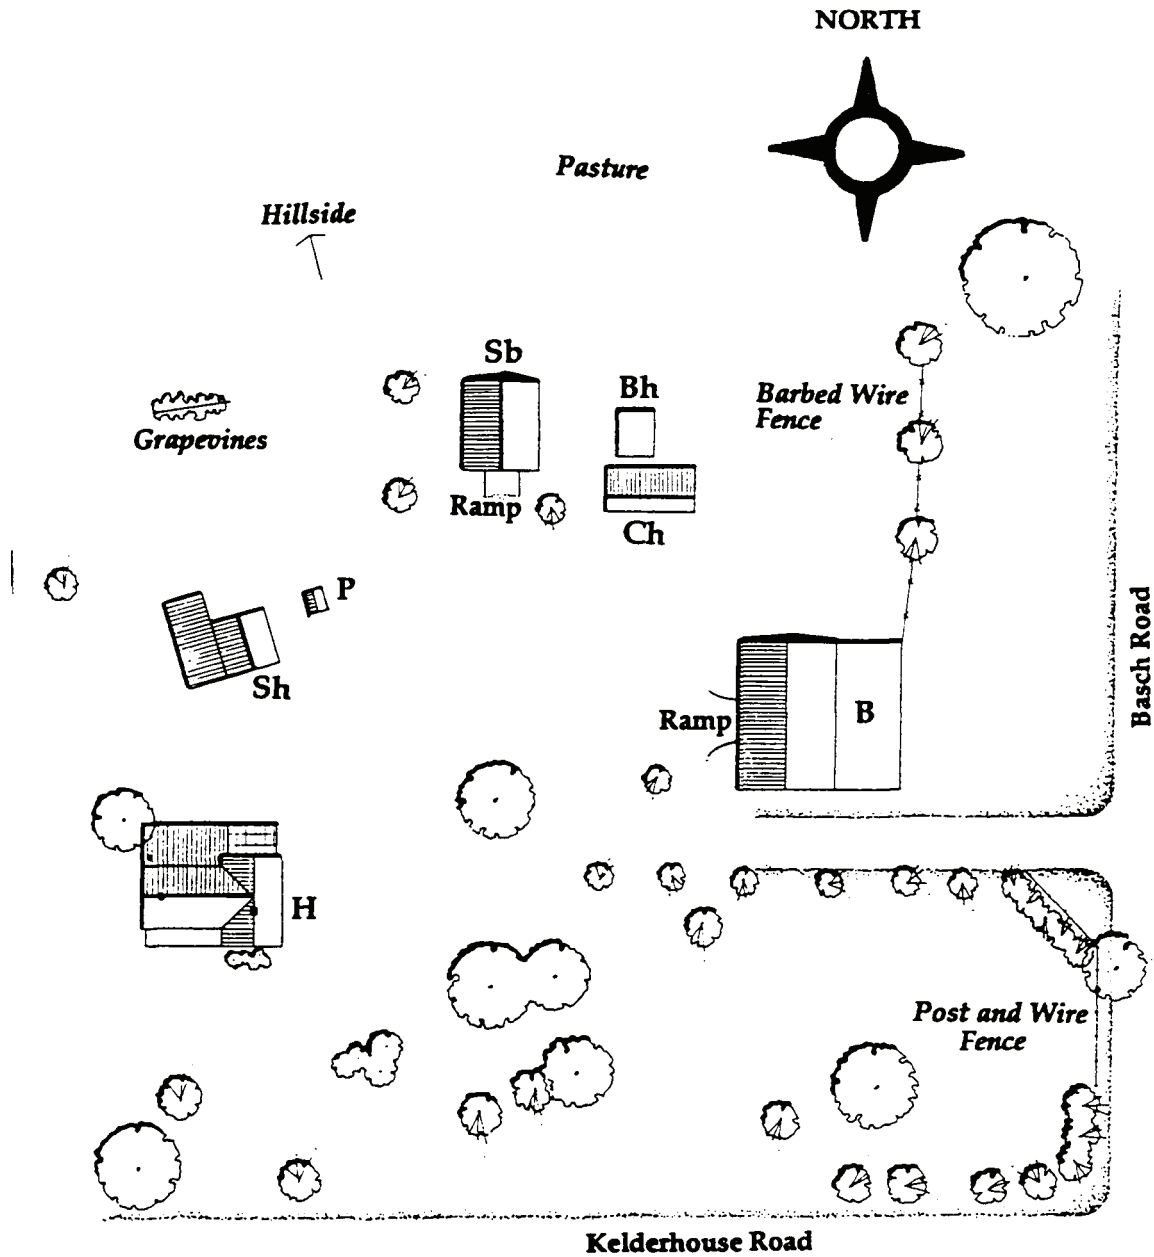 NORTH
Pasture
Hillside
Sb
Bh
Barbed Wire
Fence
Grapevines
Ramp
Ch
P
Sh
Basch Road
Ramp
B
H
Post and Wire
Fence
Kelderhouse Road